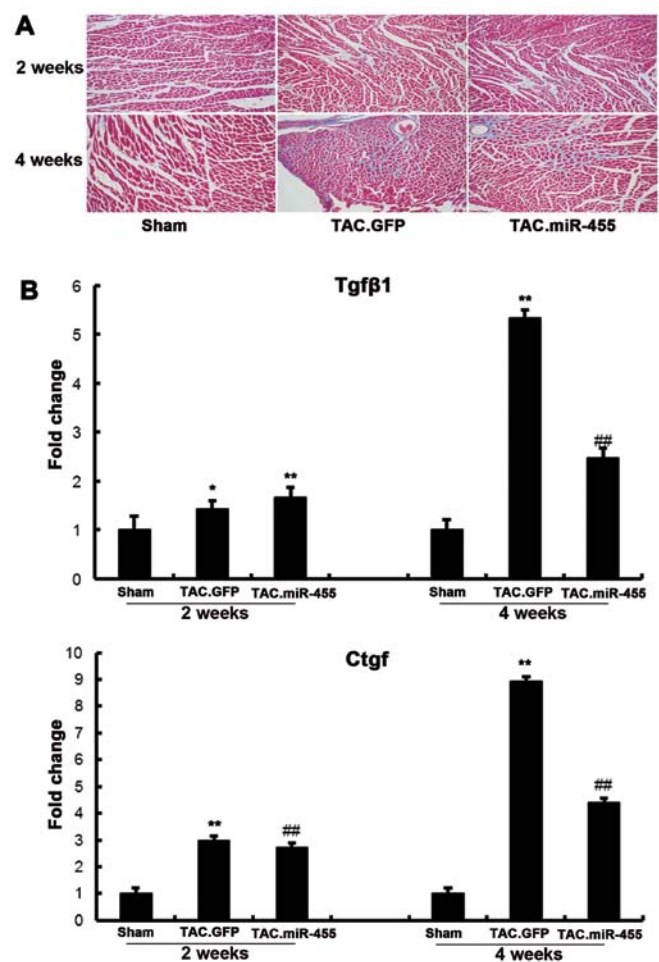 A
2 weeks
4 weeks
Sham TAC.GFP TAC.miR-455
B
Tgfβ1
Fold change
6
5
4
3
2
1
0
* ** ** ##
Sham TAC.GFP TAC.miR-455 Sham TAC.GFP TAC.miR-455
2 weeks 4 weeks
Ctgf
Fold change
10
9
8
7
6
5
4
3
2
1
0
** ## ** ##
Sham TAC.GFP TAC.miR-455 Sham TAC.GFP TAC.miR-455
2 weeks 4 weeks